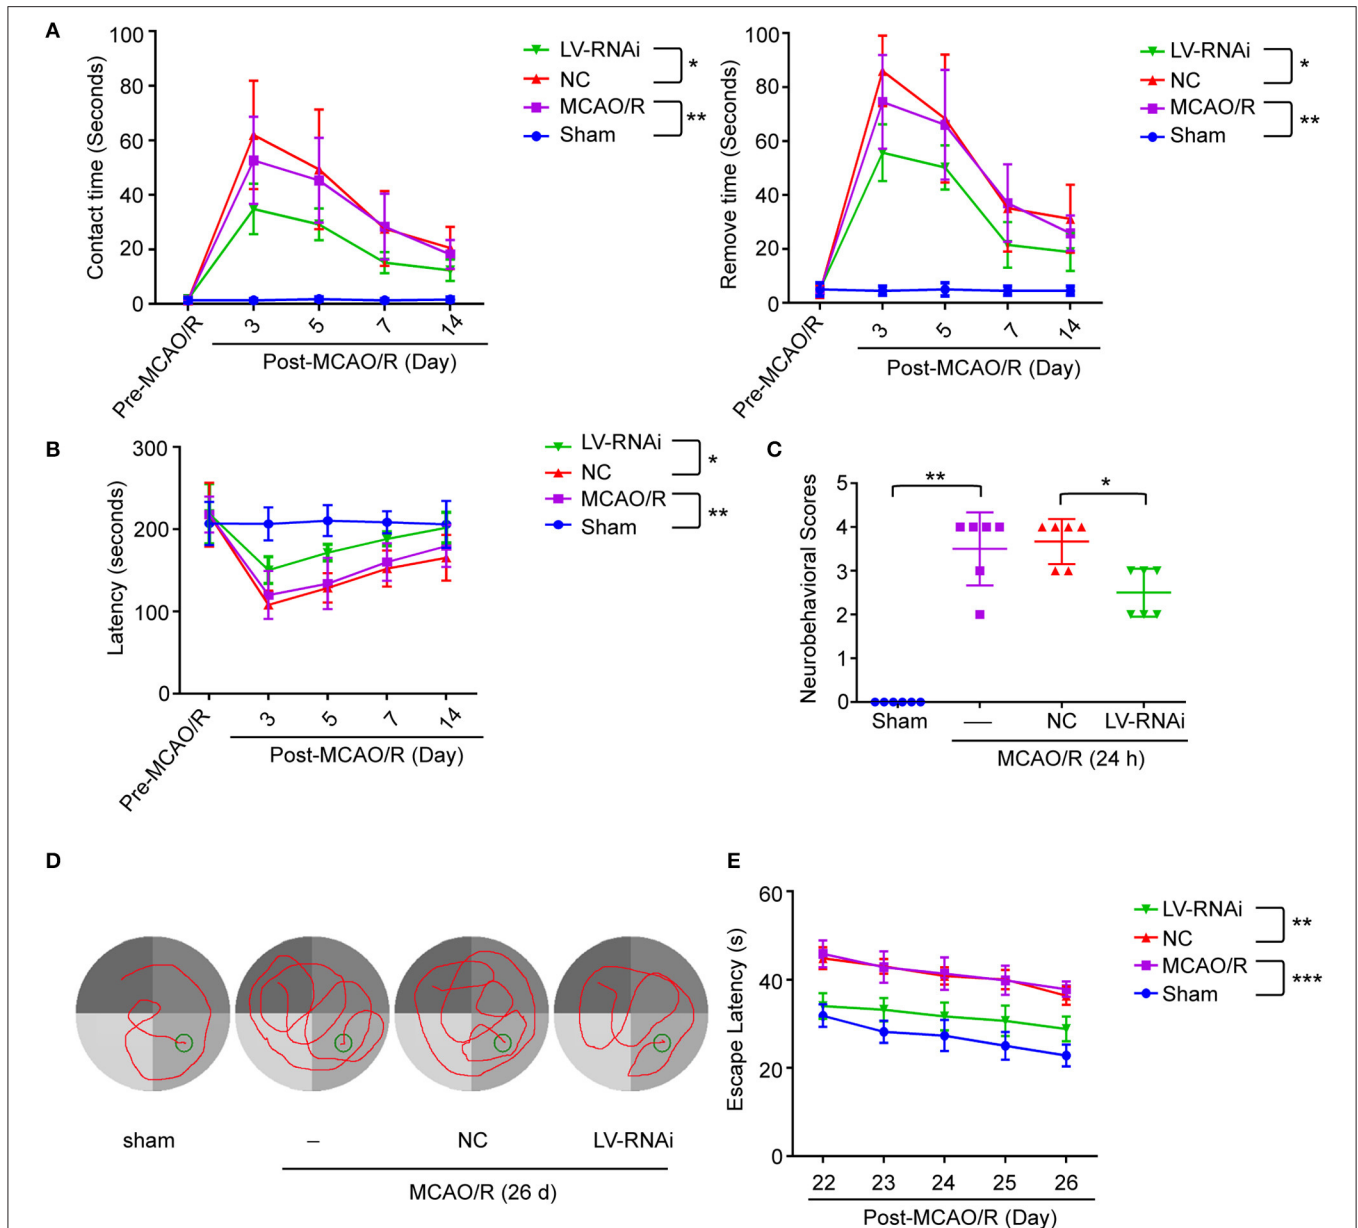 A
100
80
60
40
20
0
Contact time (Seconds)
LV-RNAi
NC
MCAO/R
Sham
*
**
Pre-MCAO/R
3
5
7
14
Post-MCAO/R (Day)
100
80
60
40
20
0
Remove time (Seconds)
LV-RNAi
NC
MCAO/R
Sham
*
**
Pre-MCAO/R
3
5
7
14
Post-MCAO/R (Day)
B
300
200
100
0
Latency (seconds)
LV-RNAi
NC
MCAO/R
Sham
*
**
Pre-MCAO/R
3
5
7
14
Post-MCAO/R (Day)
C
5
4
3
2
1
0
Neurobehavioral Scores
**
*
Sham — NC LV-RNAi
MCAO/R (24 h)
D
sham – NC LV-RNAi
MCAO/R (26 d)
E
60
40
20
0
Escape Latency (s)
LV-RNAi
NC
MCAO/R
Sham
**
***
22 23 24 25 26
Post-MCAO/R (Day)